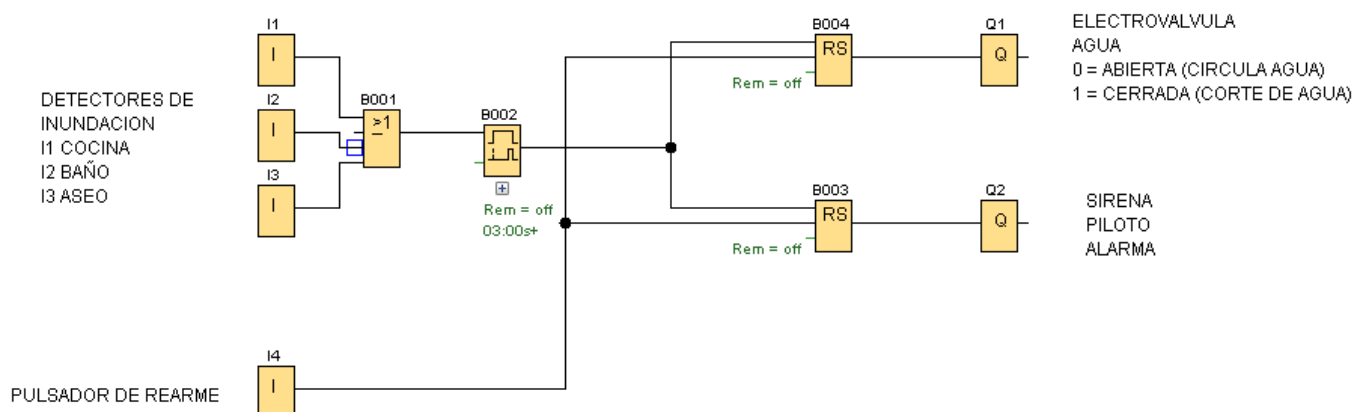 I1
I
I2
I
I3
I
DETECTORES DE
INUNDACION
I1 COCINA
I2 BAÑO
I3 ASEO
B001
>1
B002
Rem = off
03:00s+
B004
RS
Rem = off
Q1
Q
ELECTROVALVULA
AGUA
0 = ABIERTA (CIRCULA AGUA)
1 = CERRADA (CORTE DE AGUA)
B003
RS
Rem = off
Q2
Q
SIRENA
PILOTO
ALARMA
I4
I
PULSADOR DE REARME